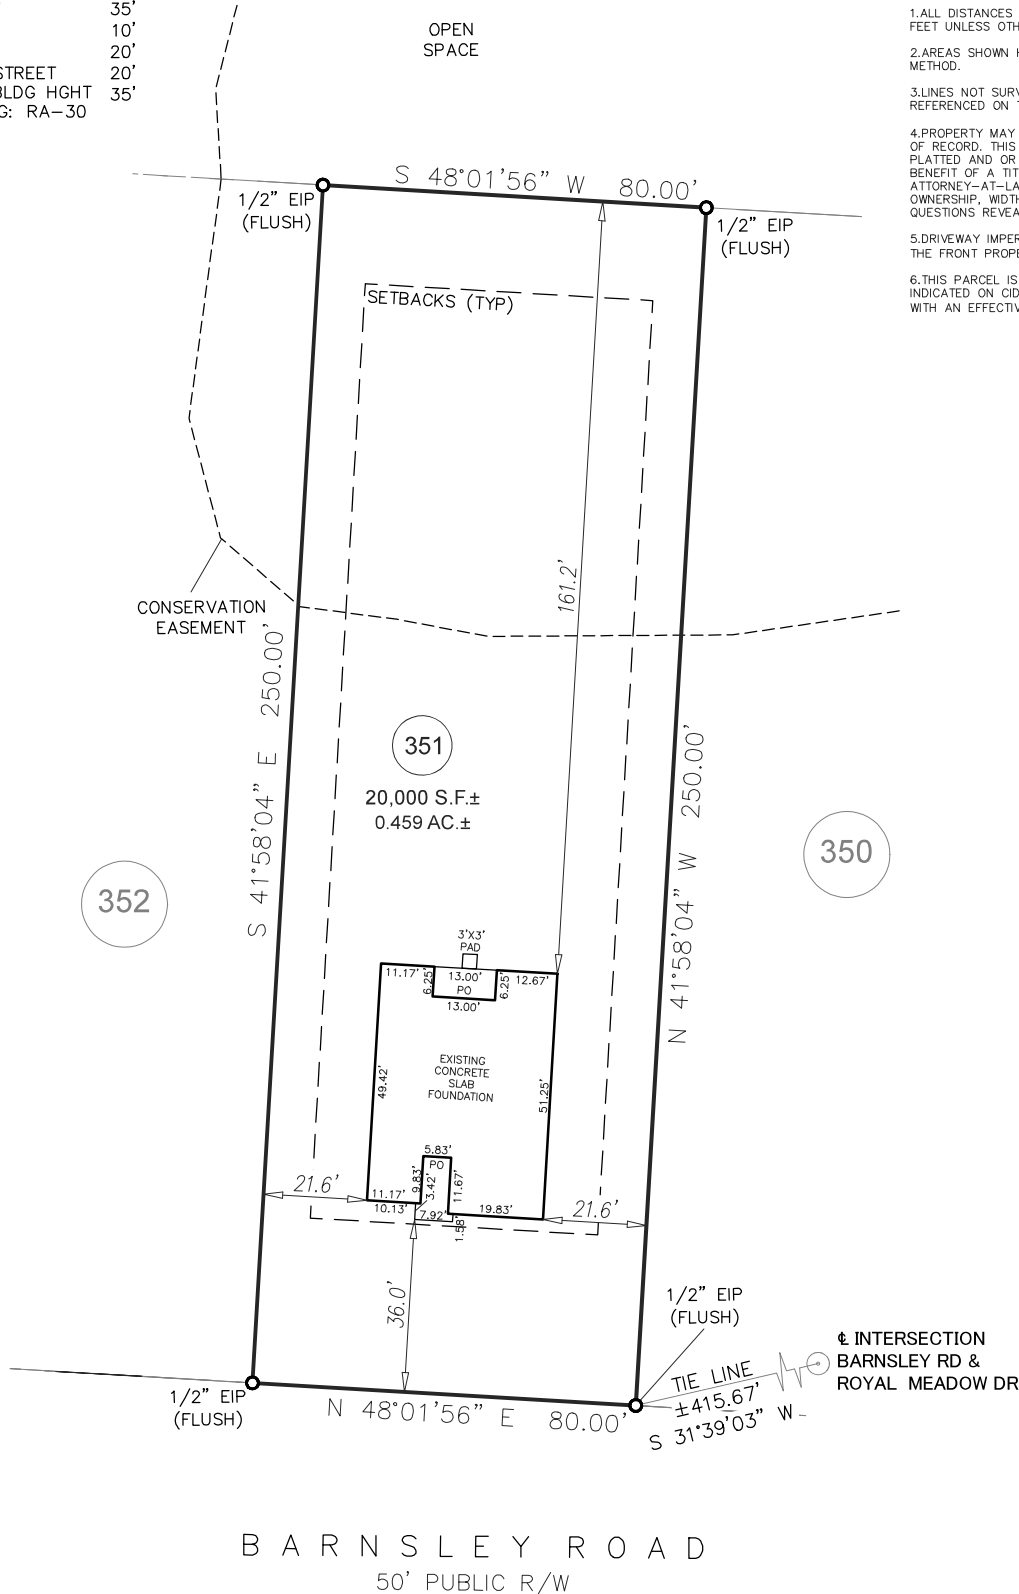 35'
10'
20'
STREET 20'
BLDG HGHT 35'
G: RA-30
OPEN
SPACE
1.ALL DISTANCES
FEET UNLESS OTH
2.AREAS SHOWN
METHOD.
3.LINES NOT SURV
REFERENCED ON
4.PROPERTY MAY
OF RECORD. THIS
PLATTED AND OR
BENEFIT OF A TIT
ATTORNEY-AT-LA
OWNERSHIP, WIDTH
QUESTIONS REVEA
5.DRIVEWAY IMPER
THE FRONT PROPE
6.THIS PARCEL IS
INDICATED ON CID
WITH AN EFFECTIV
S 48°01'56" W 80.00'
1/2" EIP
(FLUSH)
1/2" EIP
(FLUSH)
SETBACKS (TYP)
161.2'
CONSERVATION
EASEMENT
S 41°58'04" E 250.00'
N 41°58'04" W 250.00'
351
20,000 S.F.±
0.459 AC.±
352
350
3'X3'
PAD
11.17'
6.25'
13.00'
PO
6.25'
12.67'
13.00'
49.42'
EXISTING
CONCRETE
SLAB
FOUNDATION
51.25'
5.83'
PO
9.83'
3.42'
11.67'
21.6'
11.17'
10.13'
7.92'
1.58'
19.83'
21.6'
36.0'
1/2" EIP
(FLUSH)
1/2" EIP
(FLUSH)
N 48°01'56" E 80.00'
TIE LINE
±415.67'
S 31°39'03" W
℄ INTERSECTION
BARNSLEY RD &
ROYAL MEADOW DR
BARNSLEY ROAD
50' PUBLIC R/W